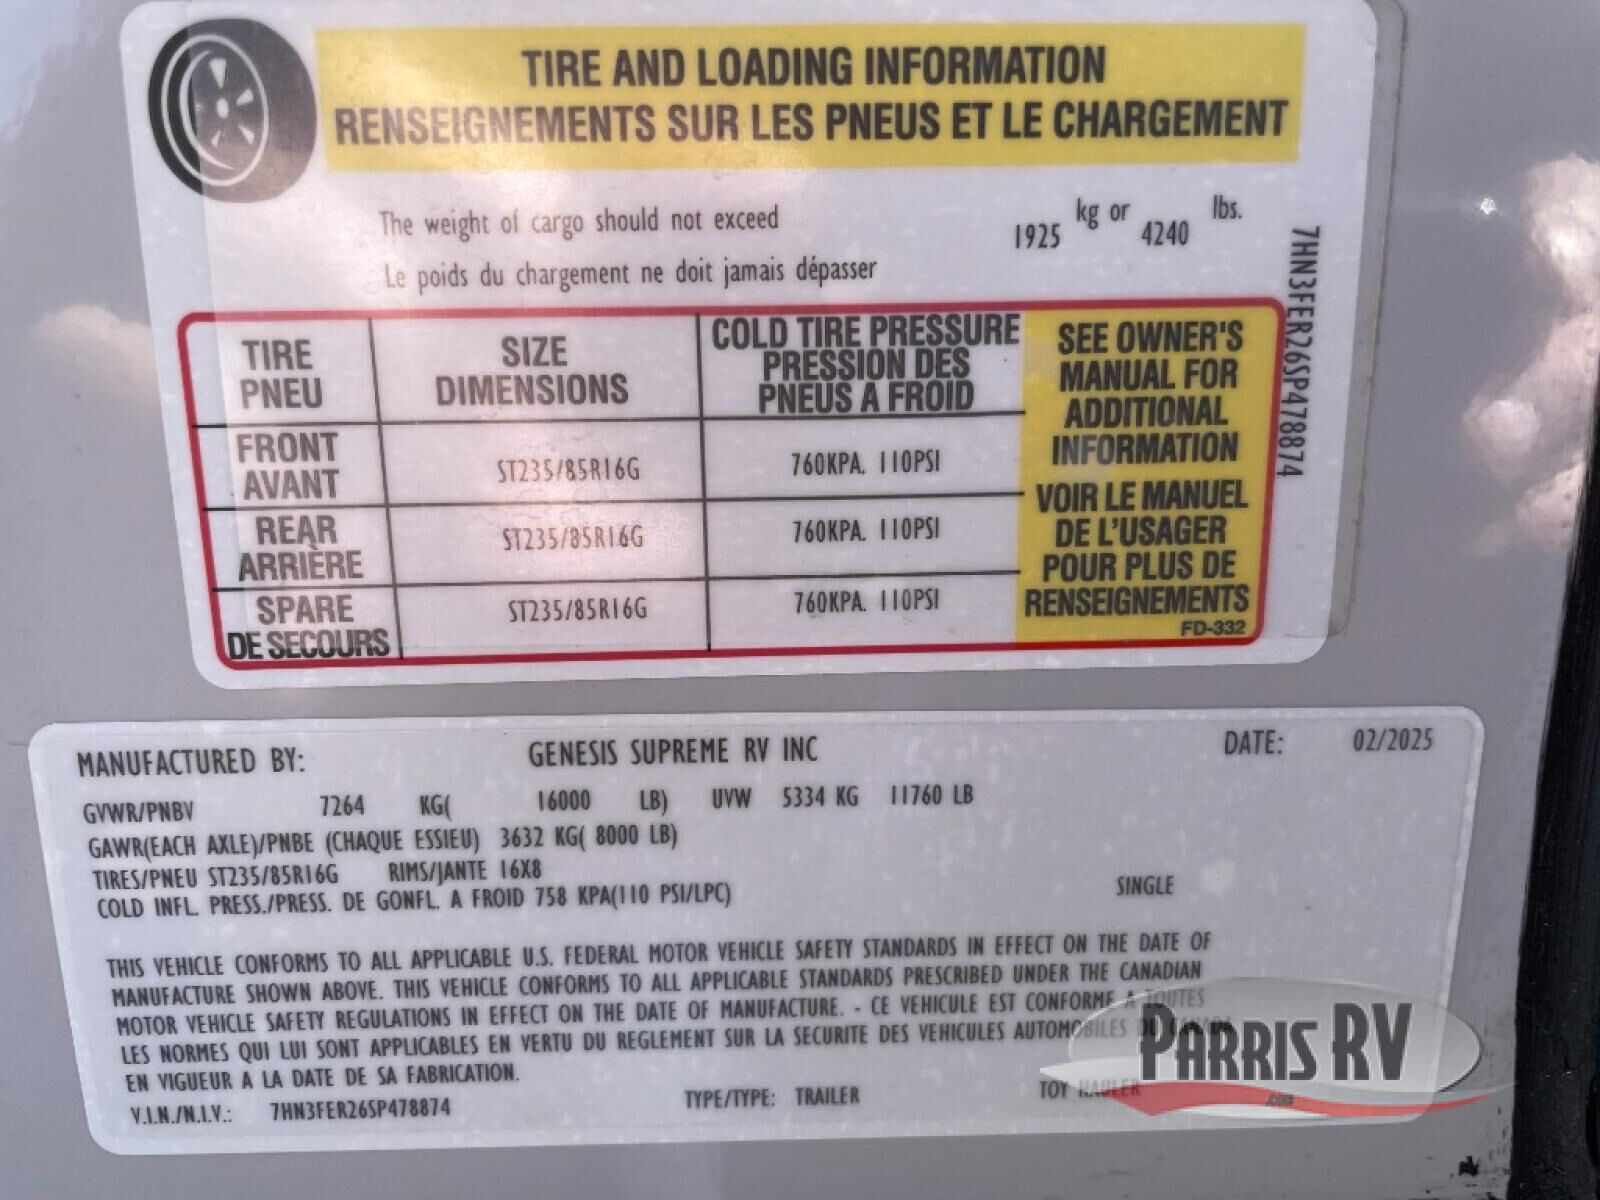 TIRE AND LOADING INFORMATION
RENSEIGNEMENTS SUR LES PNEUS ET LE CHARGEMENT
The weight of cargo should not exceed 1925 kg or 4240 lbs.
Le poids du chargement ne doit jamais dépasser
TIRE PNEU SIZE DIMENSIONS COLD TIRE PRESSURE PRESSION DES PNEUS A FROID
FRONT AVANT ST235/85R16G 760KPA. 110PSI
REAR ARRIÈRE ST235/85R16G 760KPA. 110PSI
SPARE DE SECOURS ST235/85R16G 760KPA. 110PSI
SEE OWNER'S
MANUAL FOR
ADDITIONAL
INFORMATION
VOIR LE MANUEL
DE L'USAGER
POUR PLUS DE
RENSEIGNEMENTS
FD-332
7HN3FER26SP478874
MANUFACTURED BY: GENESIS SUPREME RV INC DATE: 02/2025
GVWR/PNBV 7264 KG( 16000 LB) UVW 5334 KG 11760 LB
GAWR(EACH AXLE)/PNBE (CHAQUE ESSIEU) 3632 KG( 8000 LB)
TIRES/PNEU ST235/85R16G RIMS/JANTE 16X8
COLD INFL. PRESS./PRESS. DE GONFL. A FROID 758 KPA(110 PSI/LPC) SINGLE
THIS VEHICLE CONFORMS TO ALL APPLICABLE U.S. FEDERAL MOTOR VEHICLE SAFETY STANDARDS IN EFFECT ON THE DATE OF
MANUFACTURE SHOWN ABOVE. THIS VEHICLE CONFORMS TO ALL APPLICABLE STANDARDS PRESCRIBED UNDER THE CANADIAN
MOTOR VEHICLE SAFETY REGULATIONS IN EFFECT ON THE DATE OF MANUFACTURE. - CE VEHICULE EST CONFORME A TOUTES
LES NORMES QUI LUI SONT APPLICABLES EN VERTU DU REGLEMENT SUR LA SECURITE DES VEHICULES AUTOMOBILES DU CANADA
EN VIGUEUR A LA DATE DE SA FABRICATION.
V.I.N./N.I.V.: 7HN3FER26SP478874 TYPE/TYPE: TRAILER TOY HAULER
PARRIS RV
.com